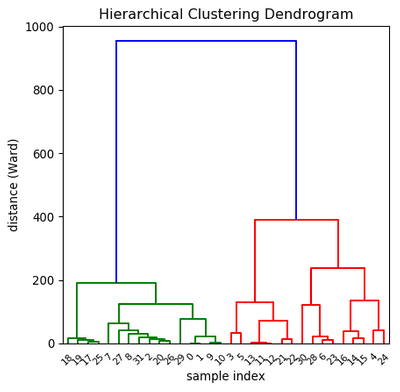 Hierarchical Clustering Dendrogram
1000
800
600
400
200
0
distance (Ward)
18 19 17 25 7 27 8 31 2 20 26 29 0 1 9 10 3 5 13 11 12 21 22 30 28 6 23 16 14 15 4 24
sample index